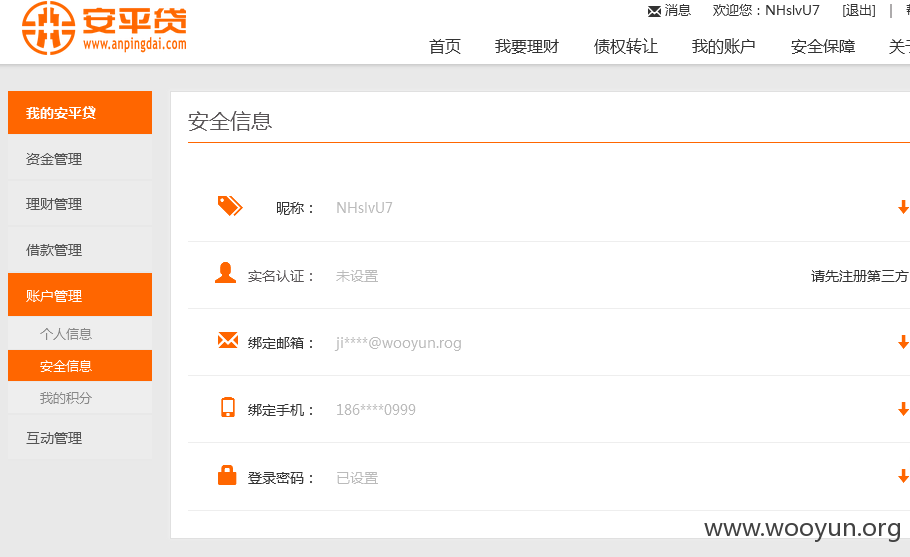 安平贷
www.anpingdai.com
消息 欢迎您：NHslvU7 [退出] |
首页 我要理财 债权转让 我的账户 安全保障 关于
我的安平贷
资金管理
理财管理
借款管理
账户管理
个人信息
安全信息
我的积分
互动管理
安全信息
昵称： NHslvU7
实名认证： 未设置 请先注册第三方
绑定邮箱： ji****@wooyun.rog
绑定手机： 186****0999
登录密码： 已设置
www.wooyun.org